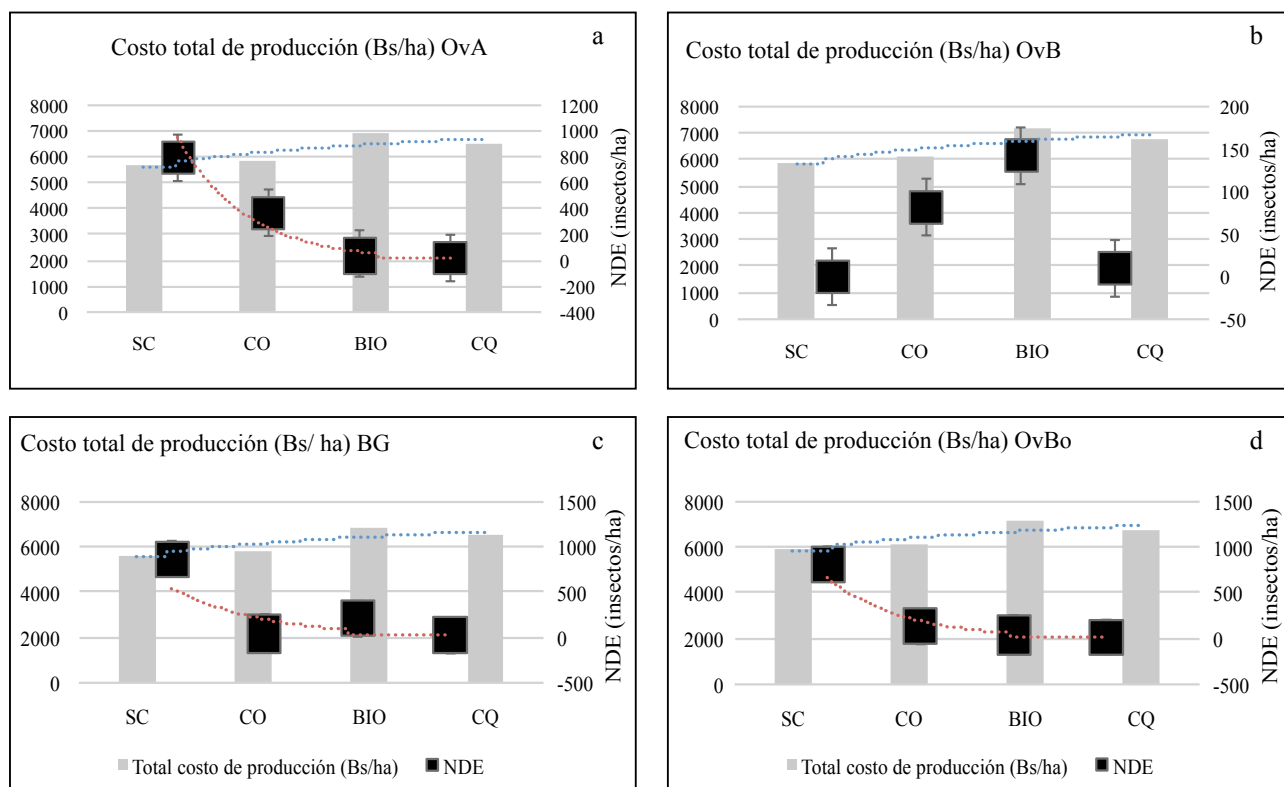 Costo total de producción (Bs/ha) OvA
a
8000
7000
6000
5000
4000
3000
2000
1000
0
1200
1000
800
600
400
200
0
-200
-400
NDE (insectos/ha)
SC
CO
BIO
CQ
Costo total de producción (Bs/ha) OvB
b
8000
7000
6000
5000
4000
3000
2000
1000
0
200
150
100
50
0
-50
NDE (insectos/ha)
SC
CO
BIO
CQ
Costo total de producción (Bs/ ha) BG
c
8000
6000
4000
2000
0
1500
1000
500
0
-500
NDE (insectos/ha)
SC
CO
BIO
CQ
Total costo de producción (Bs/ha)
NDE
Costo total de producción (Bs/ha) OvBo
d
8000
6000
4000
2000
0
1500
1000
500
0
-500
NDE (insectos/ha)
SC
CO
BIO
CQ
Total costo de producción (Bs/ha)
NDE